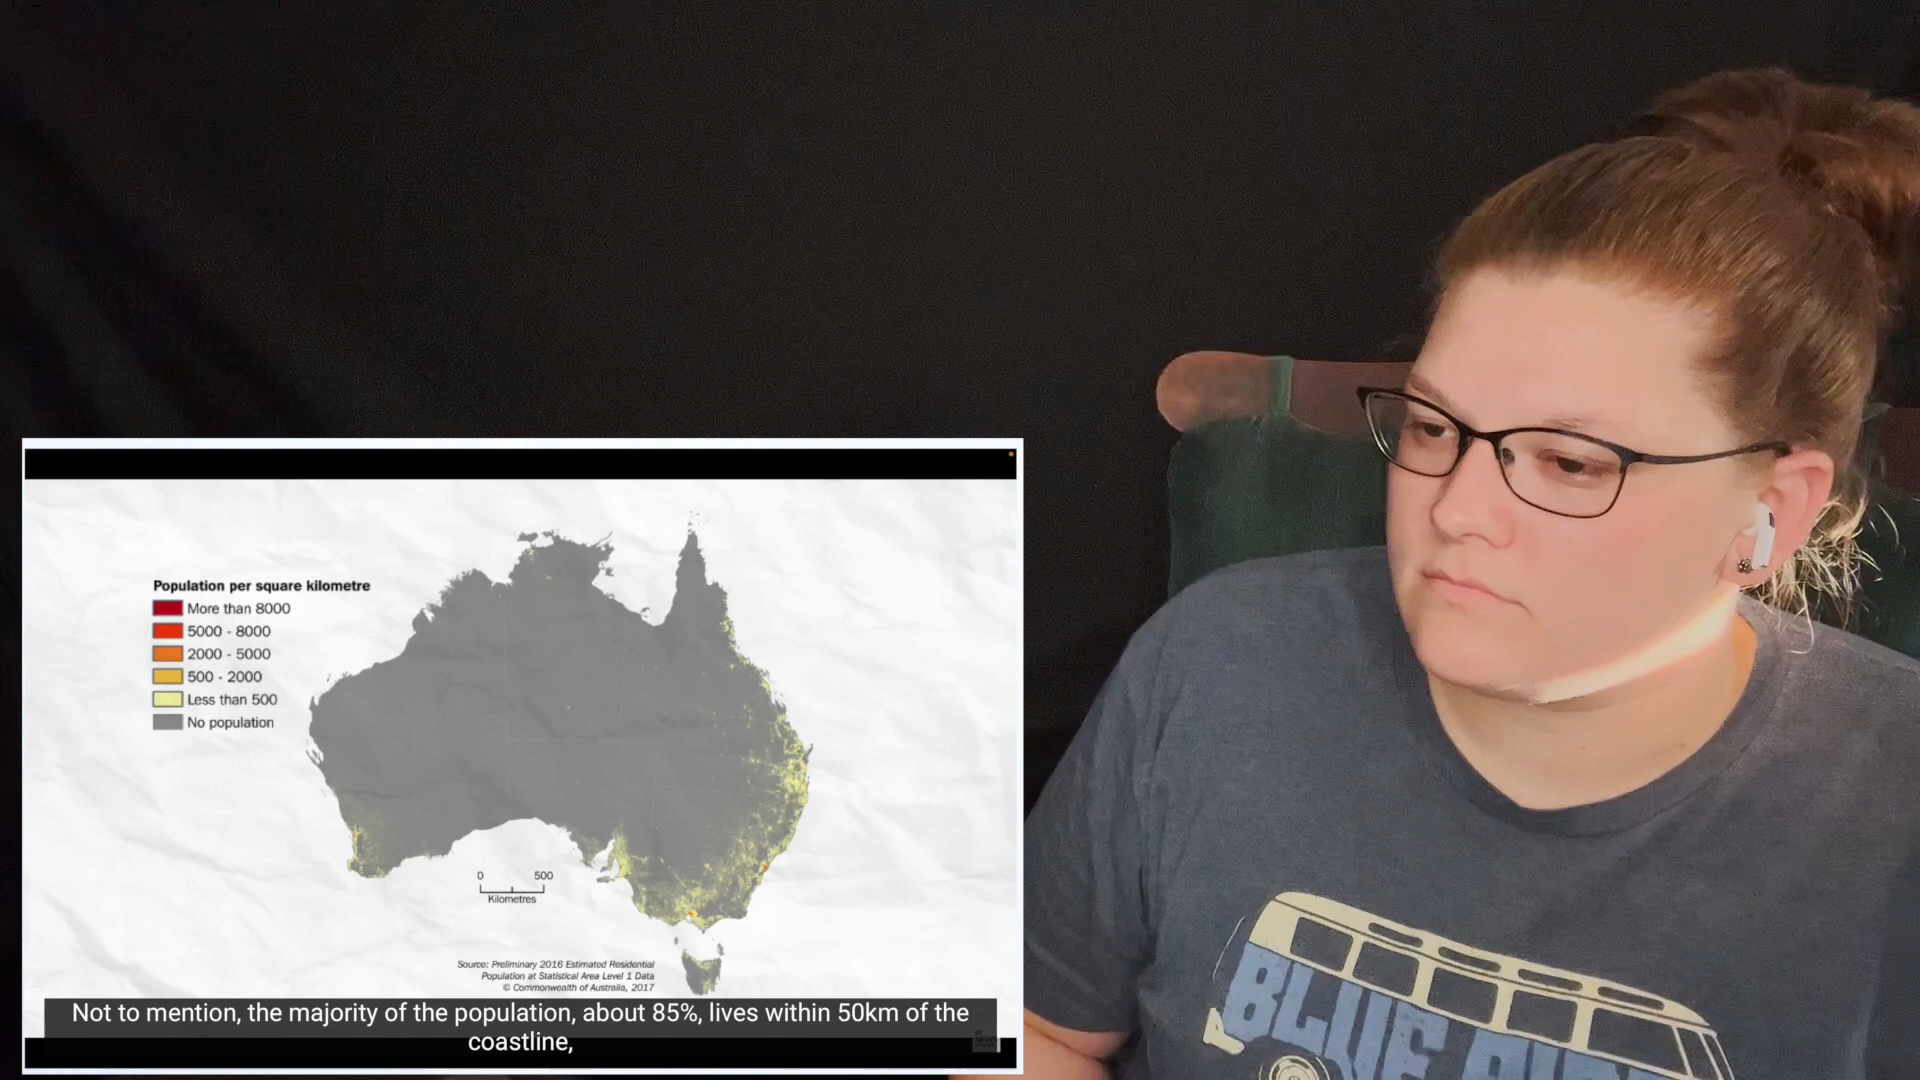 Population per square kilometre
More than 8000
5000 - 8000
2000 - 5000
500 - 2000
Less than 500
No population
0 500
Kilometres
Source: Preliminary 2016 Estimated Residential
Population at Statistical Area Level 1 Data
© Commonwealth of Australia, 2017
Not to mention, the majority of the population, about 85%, lives within 50km of the
coastline,
NEWS
BLUE